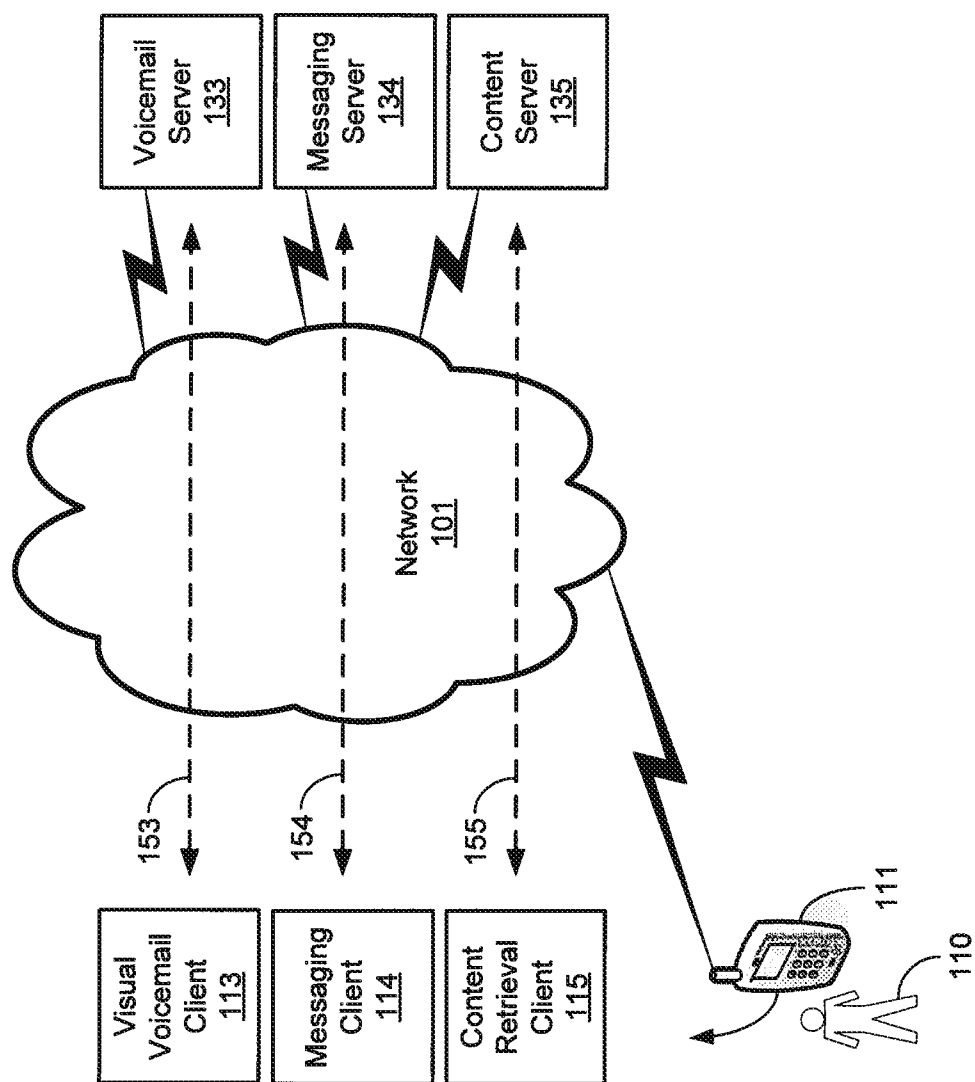 Visual
Voicemail
Client
113
Messaging
Client
114
Content
Retrieval
Client
115
153
154
155
Network
101
Voicemail
Server
133
Messaging
Server
134
Content
Server
135
111
110